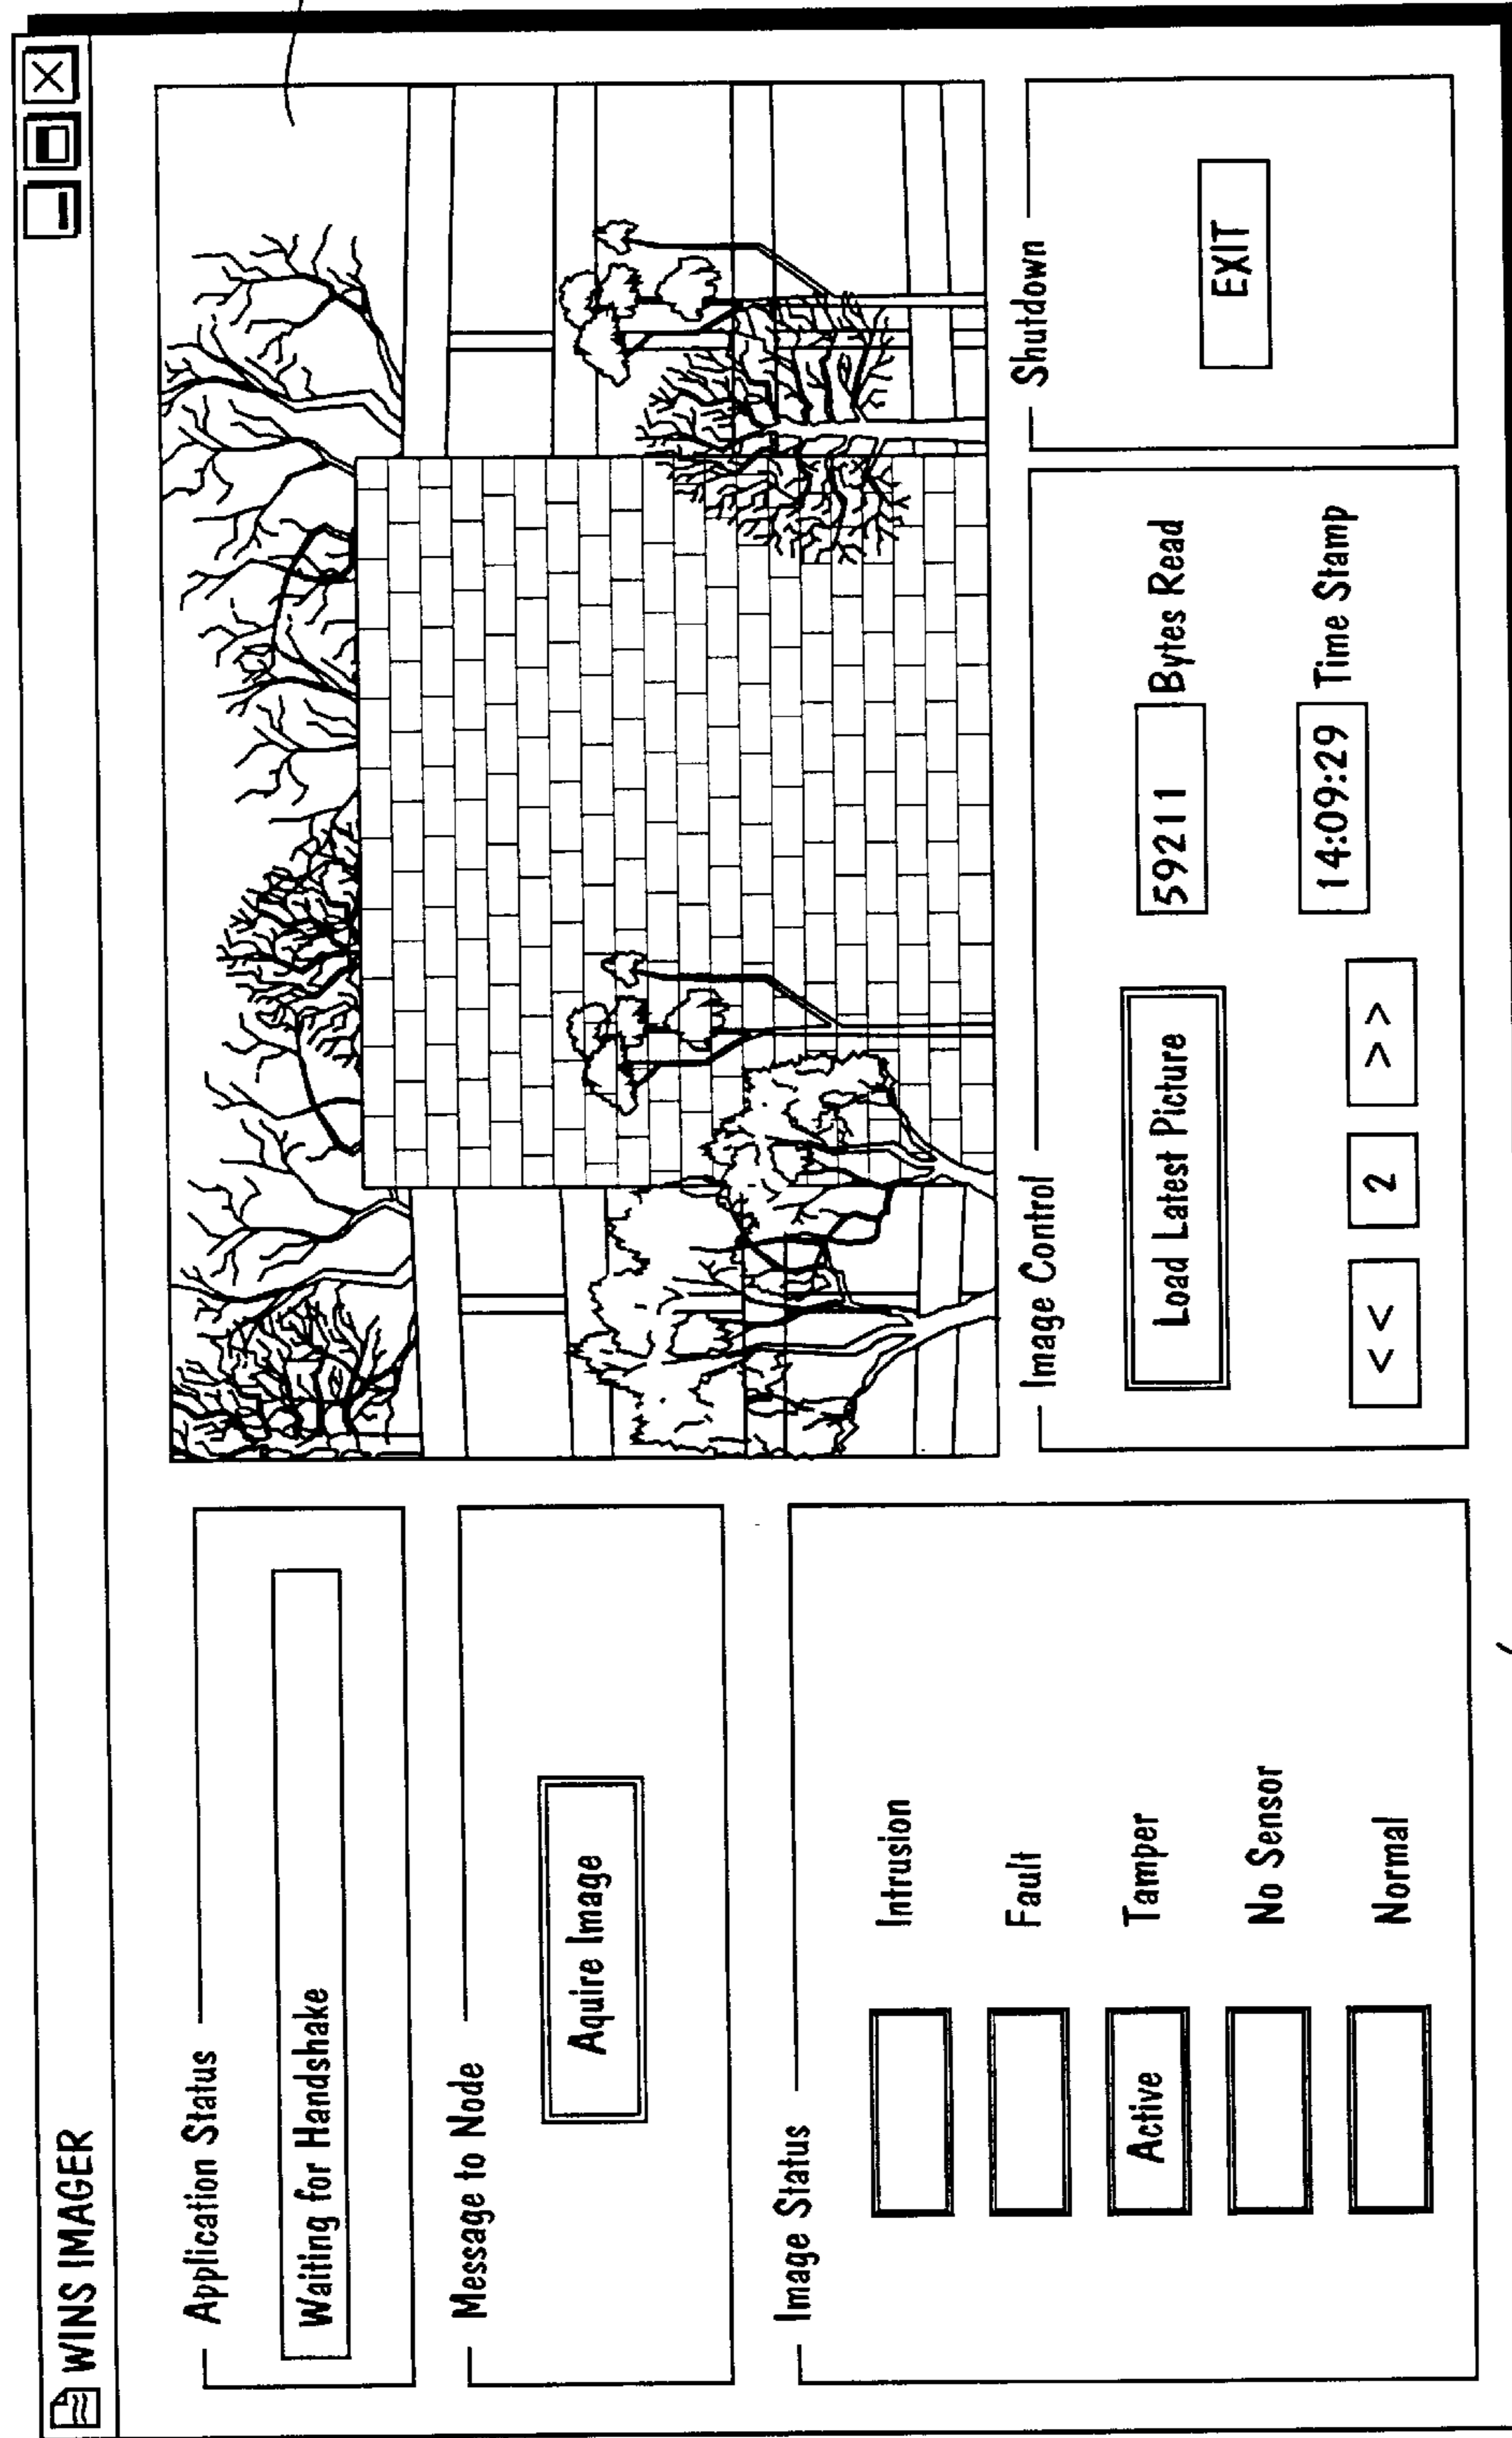 WINS IMAGER
Application Status
Waiting for Handshake
Message to Node
Aquire Image
Image Status
Intrusion
Fault
Active Tamper
No Sensor
Normal
Image Control
Load Latest Picture
59211 Bytes Read
<< 2 >>
14:09:29 Time Stamp
Shutdown
EXIT